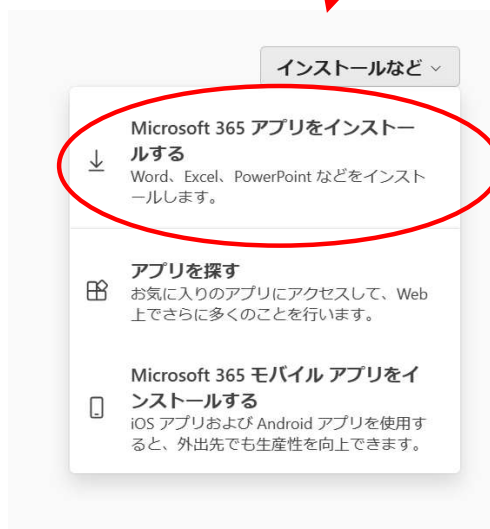 インストールなど
Microsoft 365 アプリをインストー
ルする
Word、Excel、PowerPoint などをインスト
ールします。
アプリを探す
お気に入りのアプリにアクセスして、Web
上でさらに多くのことを行います。
Microsoft 365 モバイル アプリをイ
ンストールする
iOS アプリおよび Android アプリを使用す
ると、外出先でも生産性を向上できます。